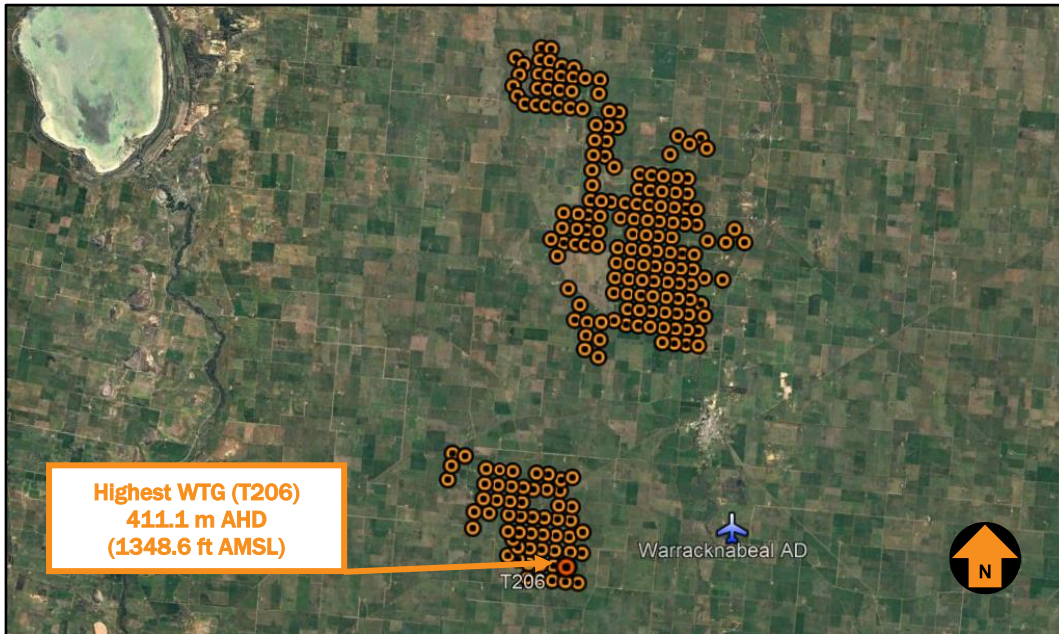 Highest WTG (T206)
411.1 m AHD
(1348.6 ft AMSL)
Warracknabeal AD
T206
N